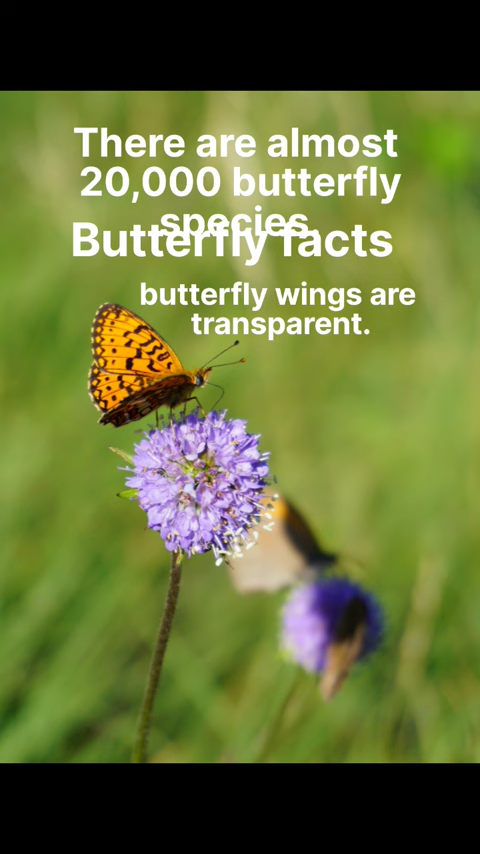 There are almost
20,000 butterfly
species.
Butterfly facts
butterfly wings are
transparent.